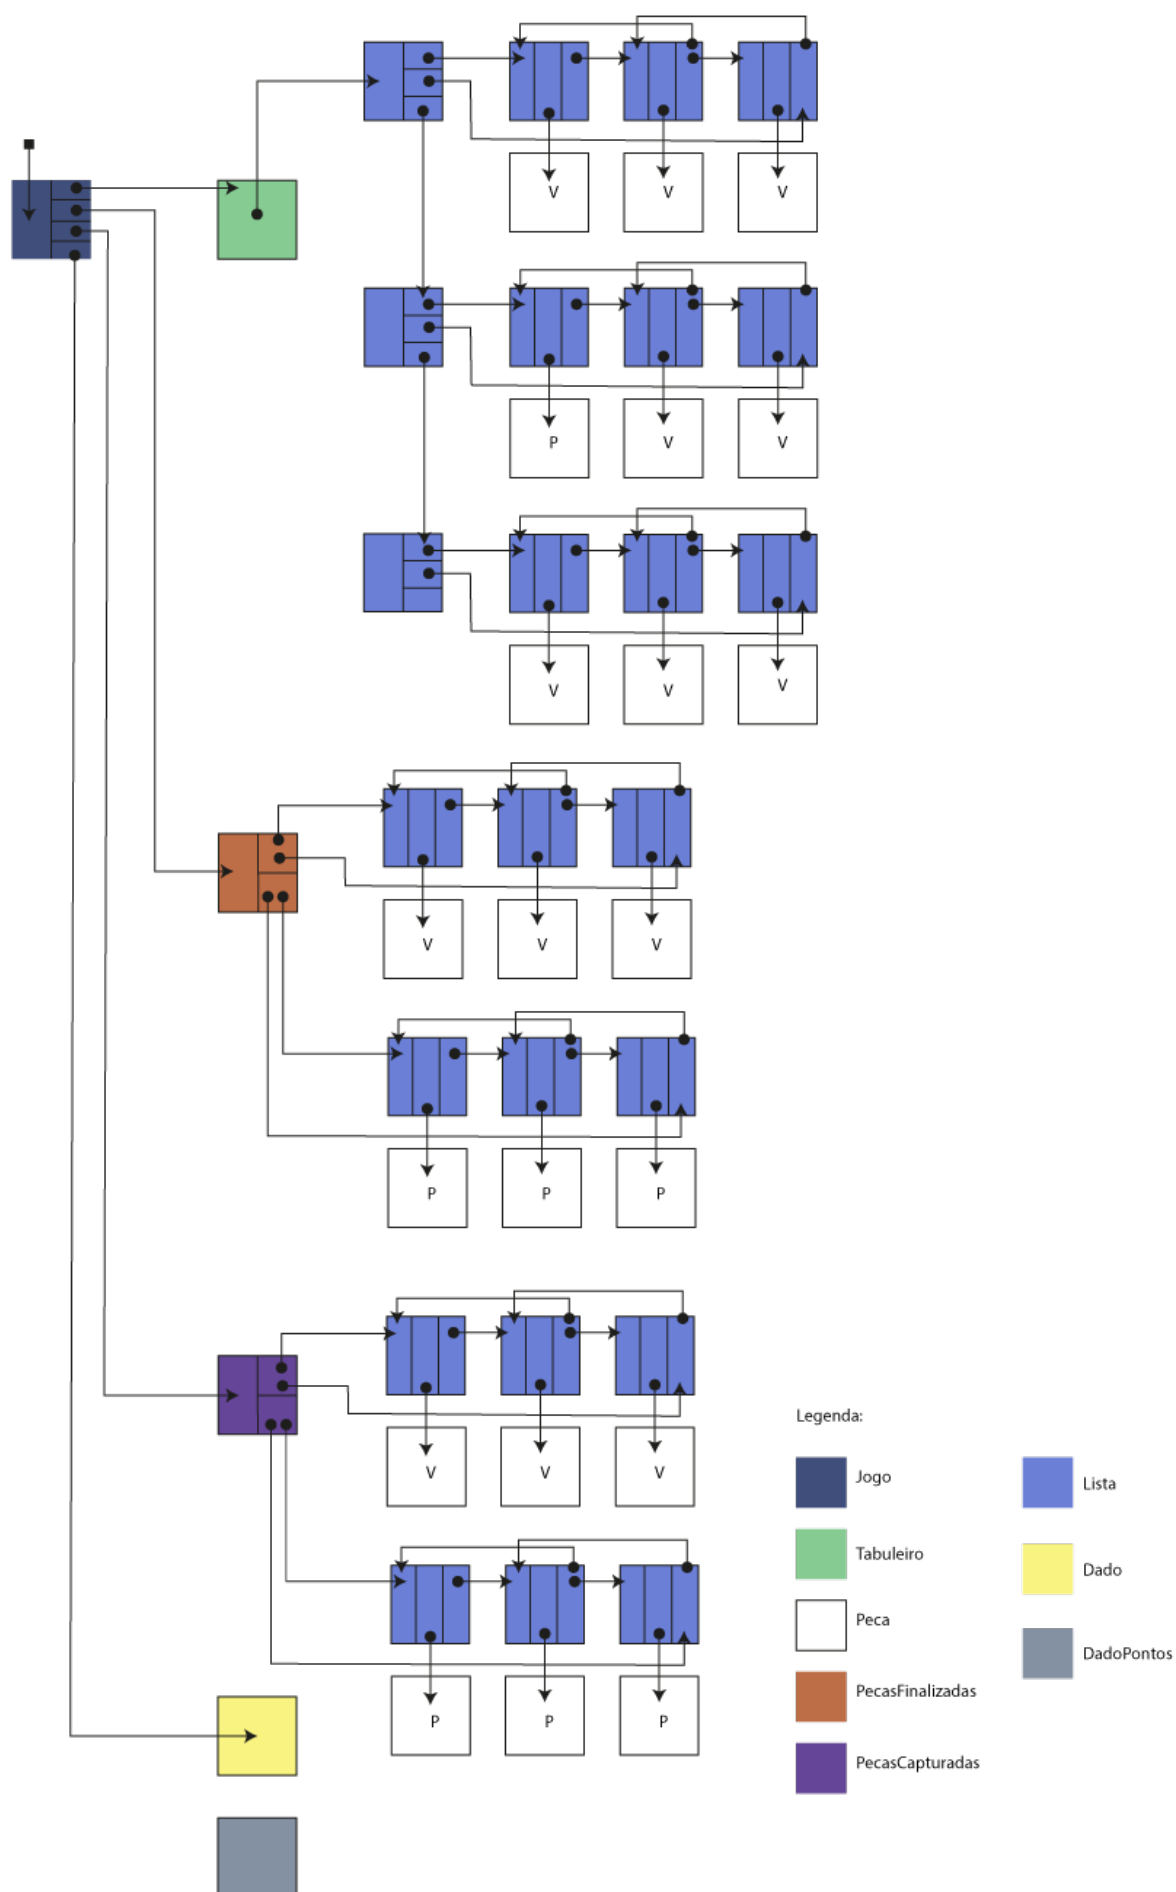 V V V
P V V
V V V
V V V
P P P
V V V
P P P
Legenda:
Jogo
Lista
Tabuleiro
Dado
Peca
DadoPontos
PecasFinalizadas
PecasCapturadas